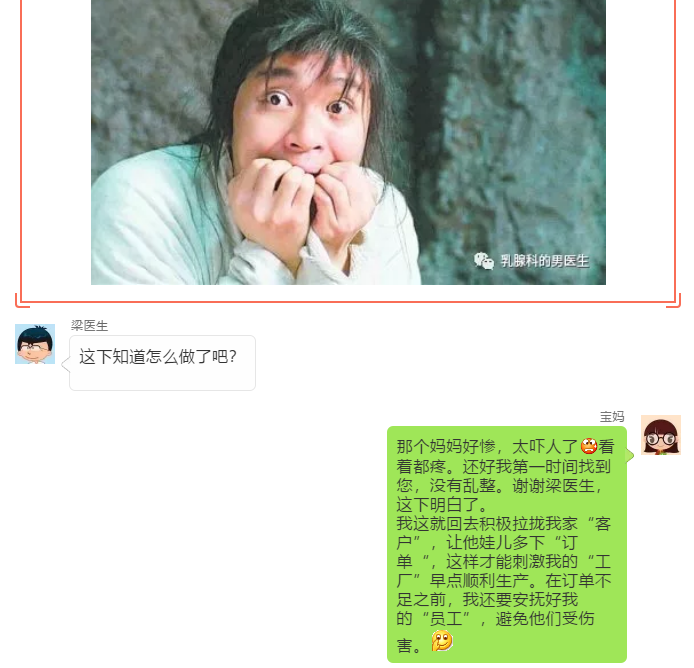 乳腺科的男医生
梁医生
这下知道怎么做了吧？
宝妈
那个妈妈好惨，太吓人了看
着都疼。还好我第一时间找到
您，没有乱整。谢谢梁医生，
这下明白了。
我这就回去积极拉拢我家“客
户”，让他娃儿多下“订
单“，这样才能刺激我的“工
厂”早点顺利生产。在订单不
足之前，我还要安抚好我
的“员工”，避免他们受伤
害。